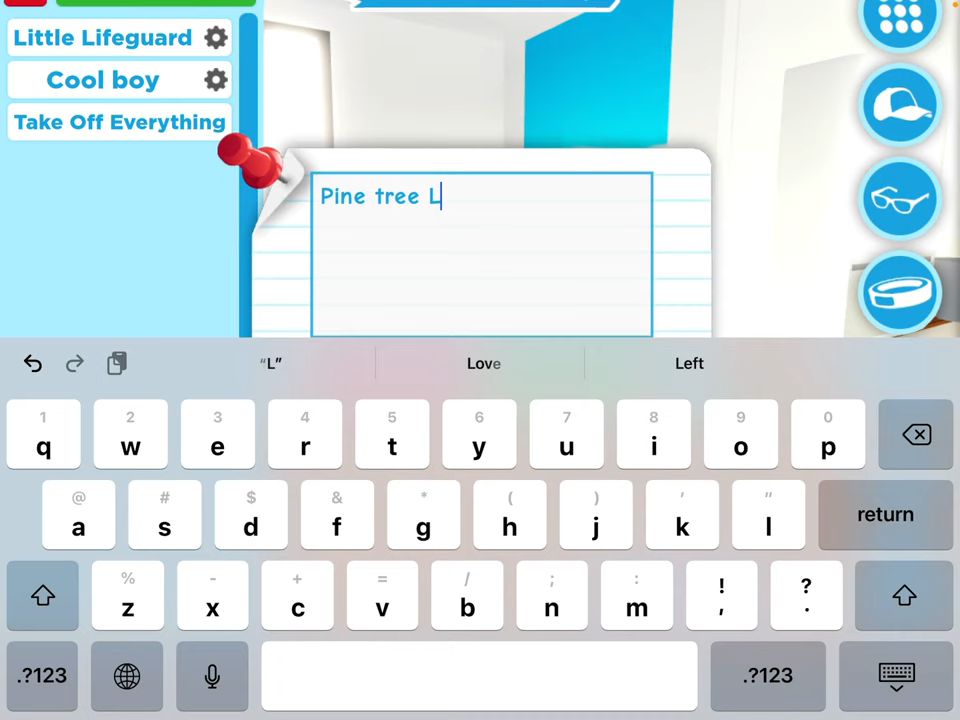 Little Lifeguard
Cool boy
Take Off Everything
Pine tree L
“L”
Love
Left
1 2 3 4 5 6 7 8 9 0
q w e r t y u i o p
@ # $ & * ( ) ' "
a s d f g h j k l return
% - + = / ; : ! ?
z x c v b n m , .
.?123 .?123